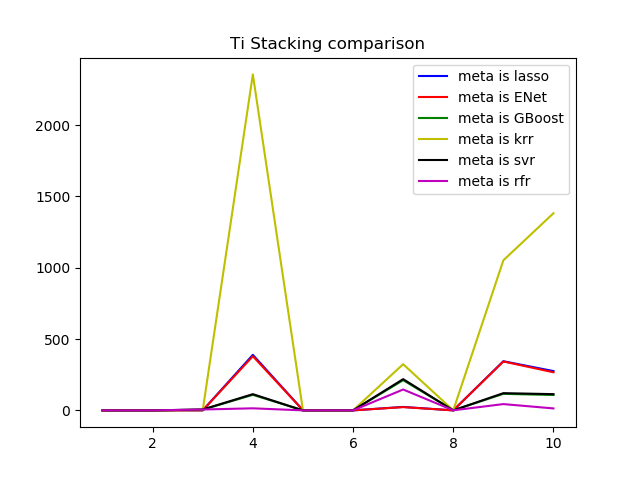 Ti Stacking comparison
meta is lasso
meta is ENet
meta is GBoost
meta is krr
meta is svr
meta is rfr
2000
1500
1000
500
0
2 4 6 8 10